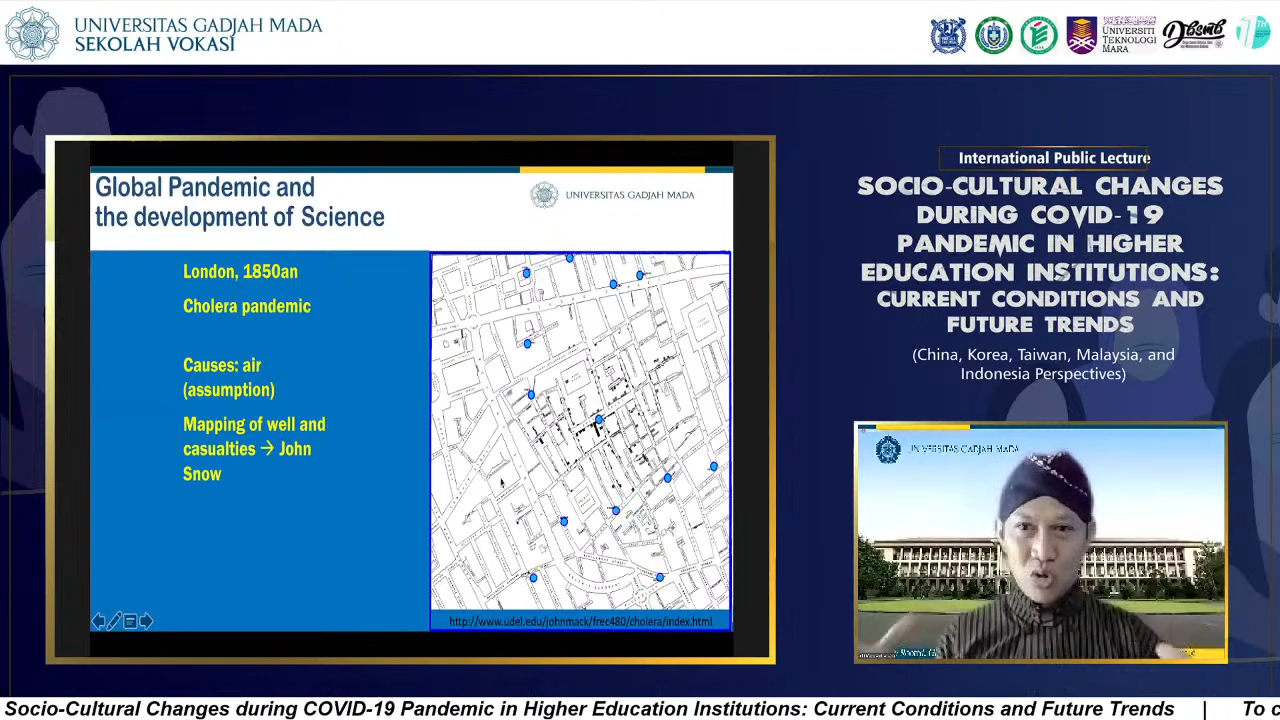 UNIVERSITAS GADJAH MADA
SEKOLAH VOKASI
UNIVERSITI
TEKNOLOGI
MARA
Global Pandemic and
the development of Science
UNIVERSITAS GADJAH MADA
London, 1850an
Cholera pandemic
Causes: air
(assumption)
Mapping of well and
casualties → John
Snow
http://www.udel.edu/johnmack/frec480/cholera/index.html
International Public Lecture
SOCIO-CULTURAL CHANGES
DURING COVID-19
PANDEMIC IN HIGHER
EDUCATION INSTITUTIONS:
CURRENT CONDITIONS AND
FUTURE TRENDS
(China, Korea, Taiwan, Malaysia, and
Indonesia Perspectives)
UNIVERSITAS GADJAH MADA
Socio-Cultural Changes during COVID-19 Pandemic in Higher Education Institutions: Current Conditions and Future Trends | To c